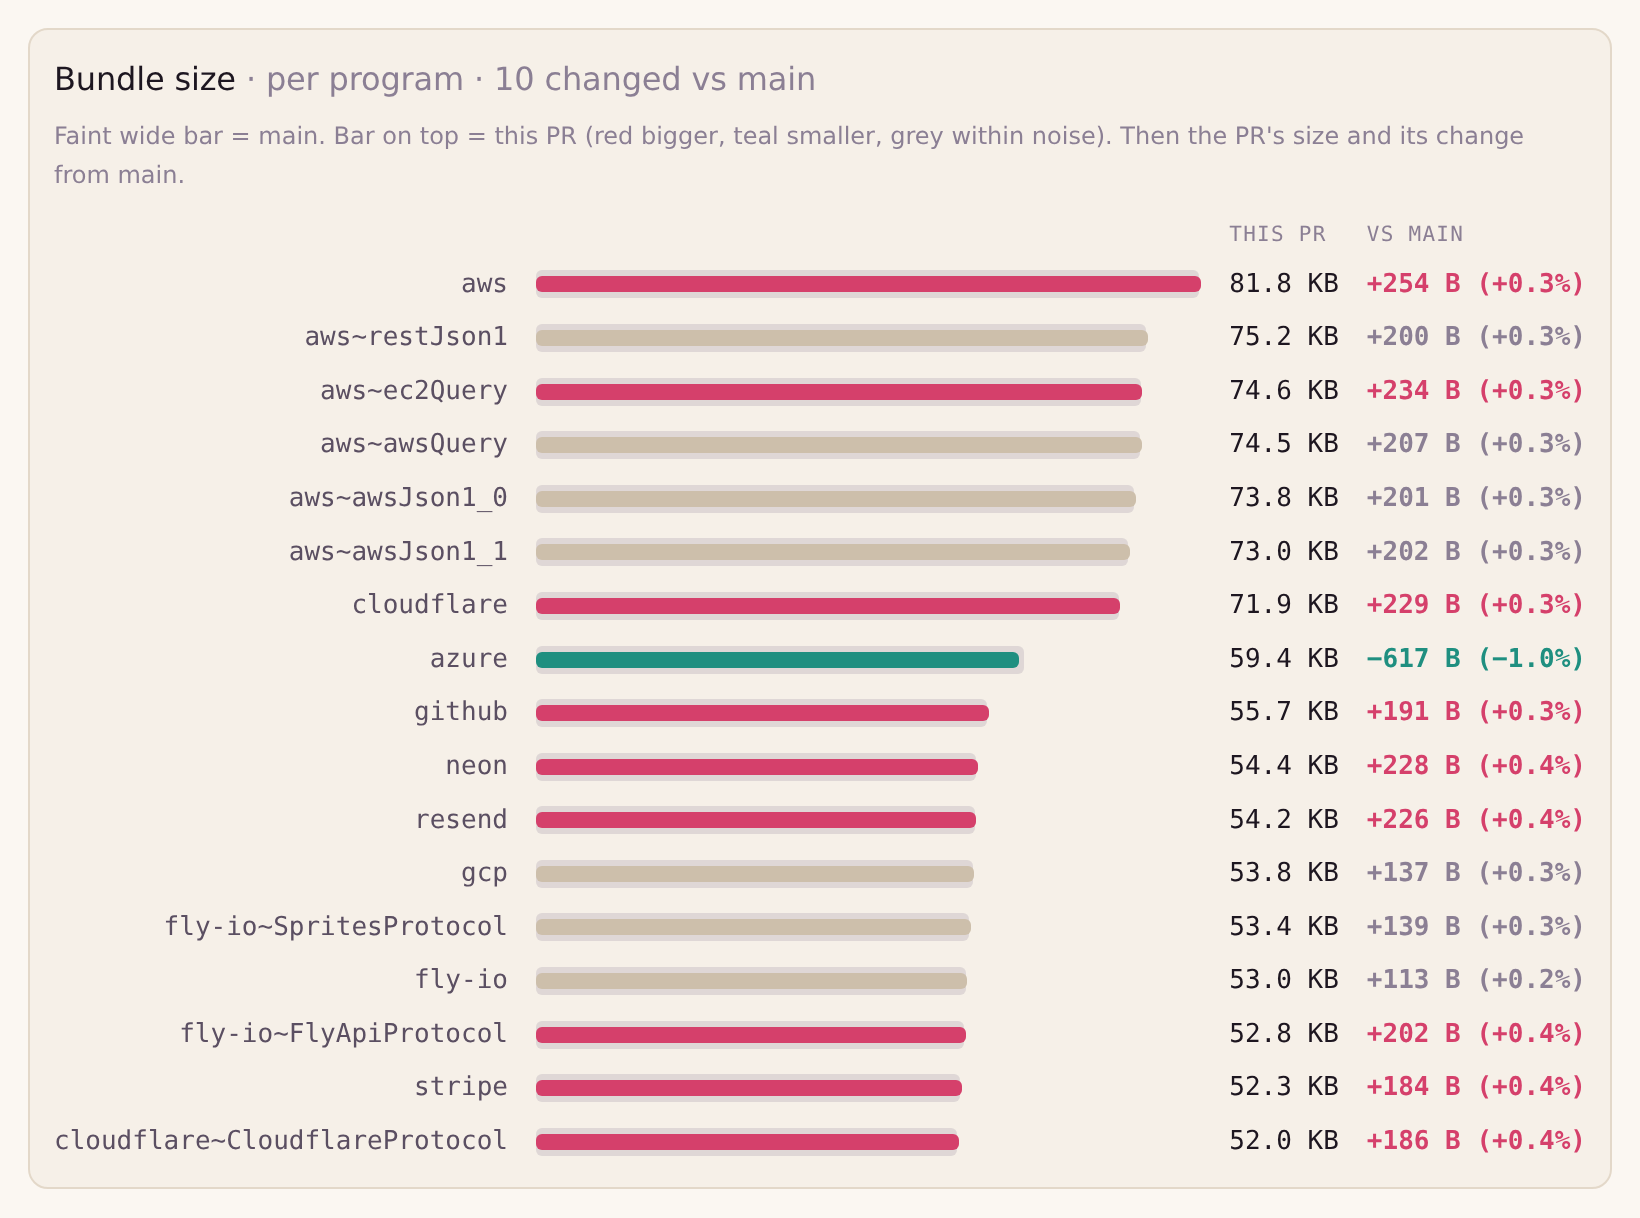 Bundle size · per program · 10 changed vs main
Faint wide bar = main. Bar on top = this PR (red bigger, teal smaller, grey within noise). Then the PR's size and its change
from main.
THIS PR VS MAIN
aws 81.8 KB +254 B (+0.3%)
aws~restJson1 75.2 KB +200 B (+0.3%)
aws~ec2Query 74.6 KB +234 B (+0.3%)
aws~awsQuery 74.5 KB +207 B (+0.3%)
aws~awsJson1_0 73.8 KB +201 B (+0.3%)
aws~awsJson1_1 73.0 KB +202 B (+0.3%)
cloudflare 71.9 KB +229 B (+0.3%)
azure 59.4 KB −617 B (−1.0%)
github 55.7 KB +191 B (+0.3%)
neon 54.4 KB +228 B (+0.4%)
resend 54.2 KB +226 B (+0.4%)
gcp 53.8 KB +137 B (+0.3%)
fly-io~SpritesProtocol 53.4 KB +139 B (+0.3%)
fly-io 53.0 KB +113 B (+0.2%)
fly-io~FlyApiProtocol 52.8 KB +202 B (+0.4%)
stripe 52.3 KB +184 B (+0.4%)
cloudflare~CloudflareProtocol 52.0 KB +186 B (+0.4%)